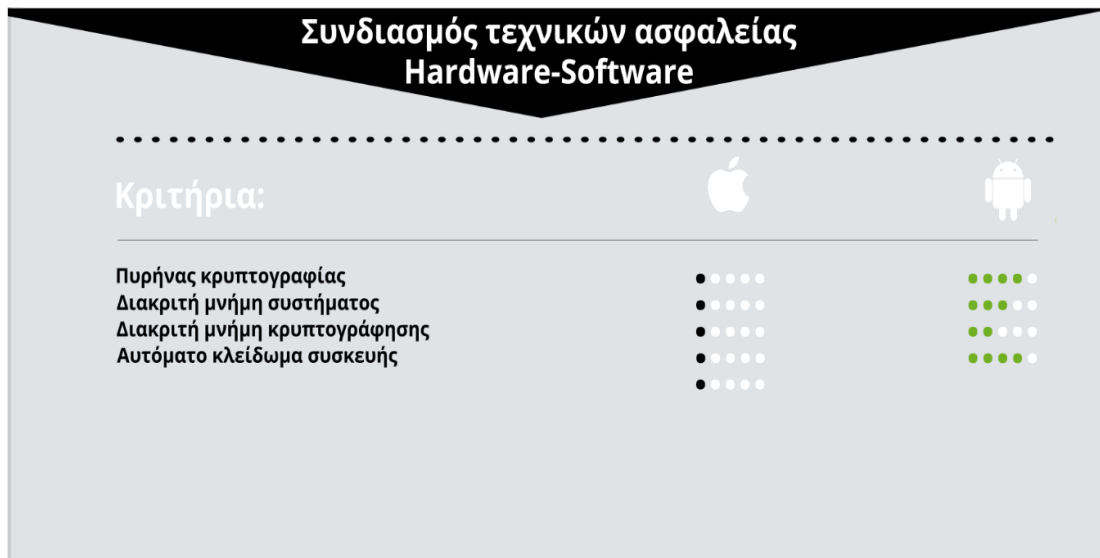 Συνδιασμός τεχνικών ασφαλείας
Hardware-Software
Κριτήρια:
Πυρήνας κρυπτογραφίας
Διακριτή μνήμη συστήματος
Διακριτή μνήμη κρυπτογράφησης
Αυτόματο κλείδωμα συσκευής